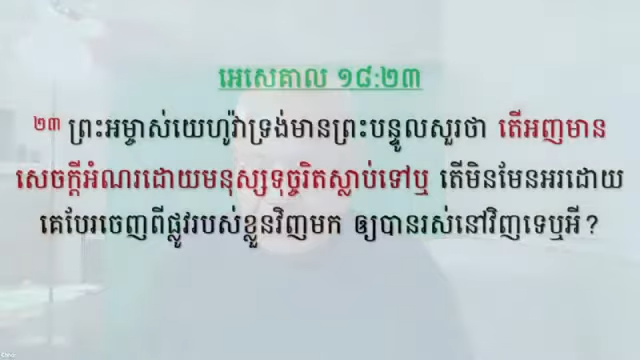 អេសេគាល ១៨:២៣
២៣ ព្រះអម្ចាស់យេហូវ៉ាទ្រង់មានព្រះបន្ទូលសួរថា តើអញមាន
សេចក្ដីអំណរដោយមនុស្សទុច្ចរិតស្លាប់ទៅឬ តើមិនមែនអរដោយ
គេបែរចេញពីផ្លូវរបស់ខ្លួនវិញមក ឲ្យបានរស់នៅវិញទេឬអី?